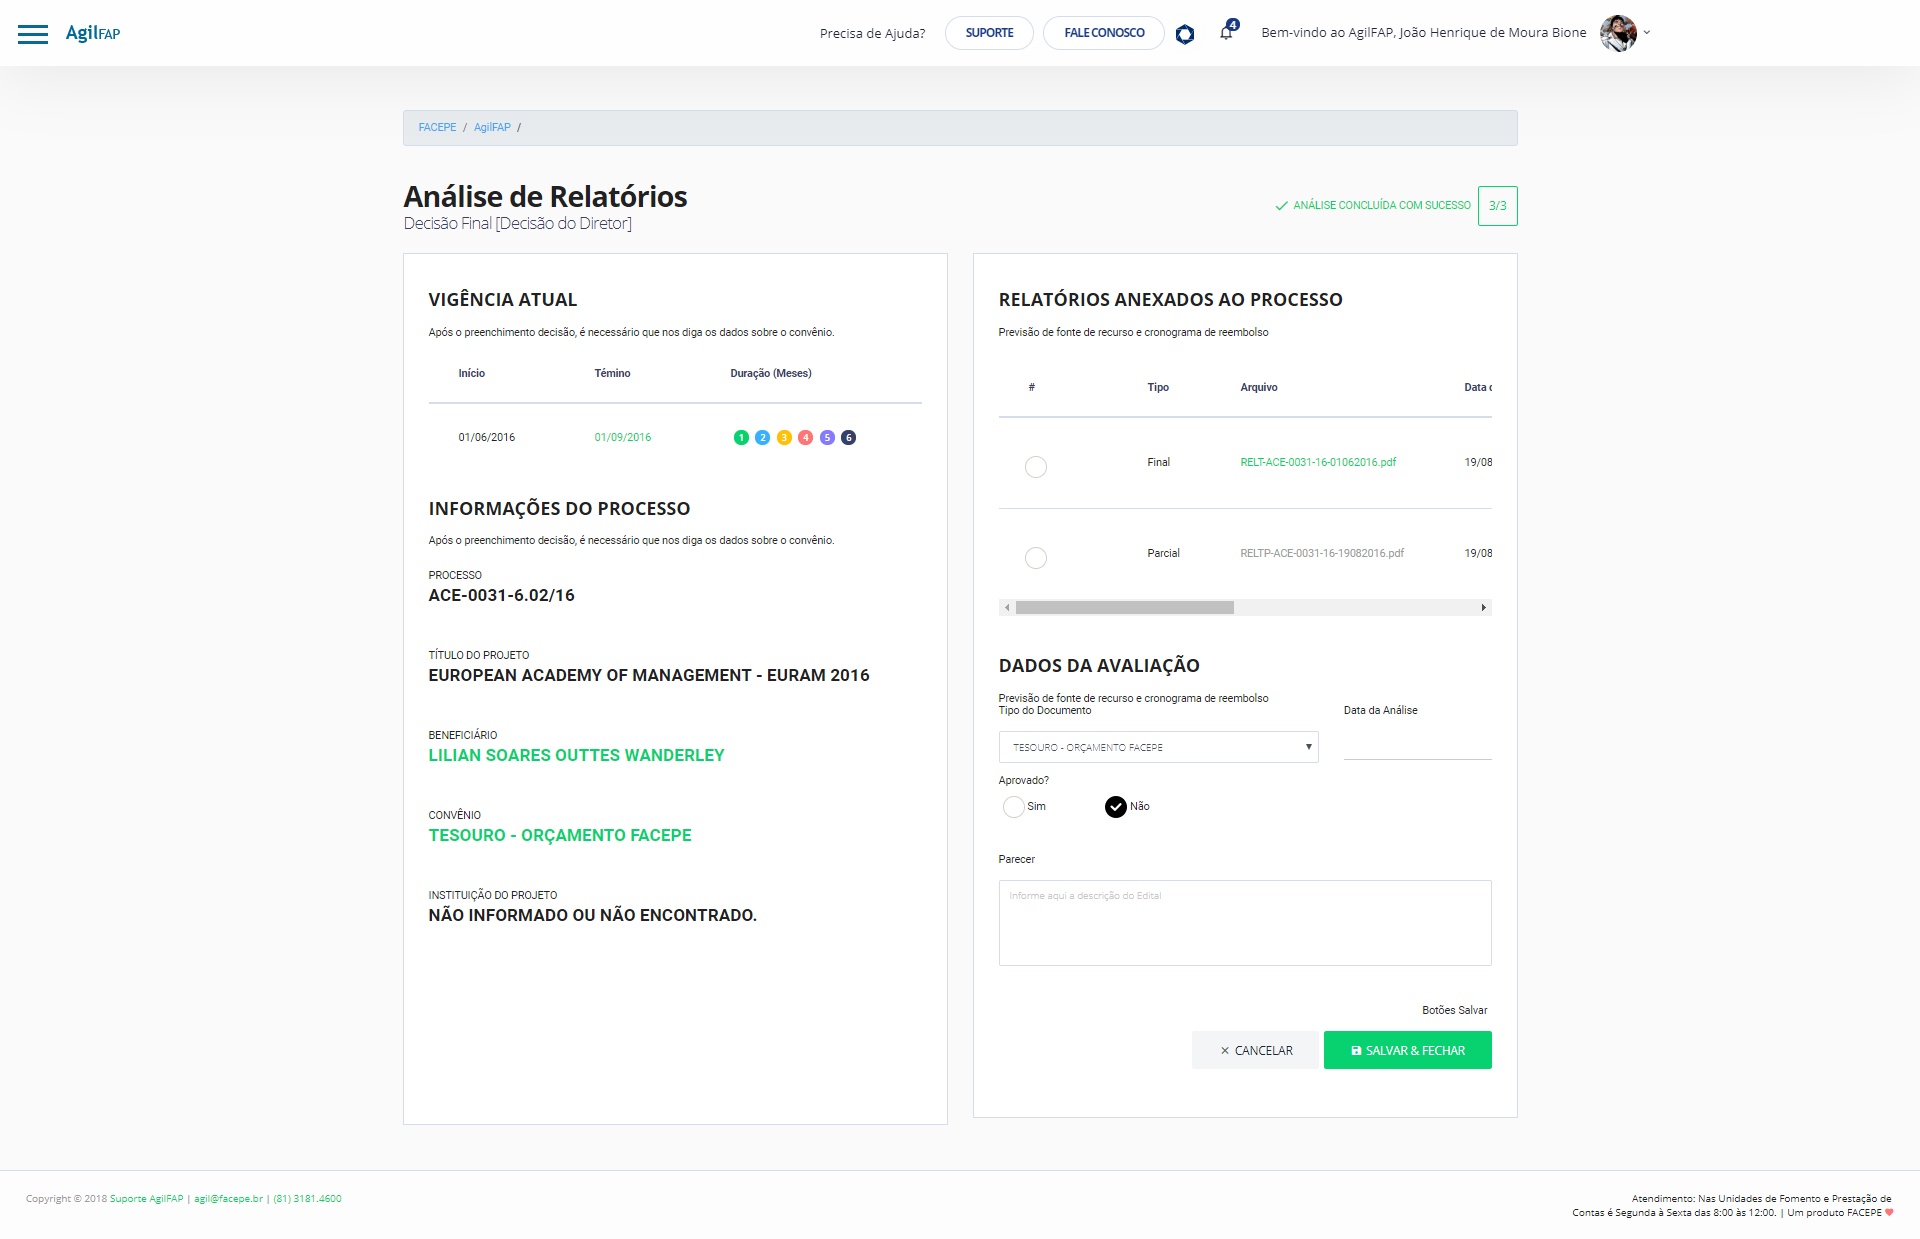 AgilFAP
Precisa de Ajuda?
SUPORTE
FALE CONOSCO
4
Bem-vindo ao AgilFAP, João Henrique de Moura Bione
FACEPE / AgilFAP /
Análise de Relatórios
Decisão Final [Decisão do Diretor]
ANÁLISE CONCLUÍDA COM SUCESSO 3/3
VIGÊNCIA ATUAL
Após o preenchimento decisão, é necessário que nos diga os dados sobre o convênio.
Início Témino Duração (Meses)
01/06/2016 01/09/2016 1 2 3 4 5 6
INFORMAÇÕES DO PROCESSO
Após o preenchimento decisão, é necessário que nos diga os dados sobre o convênio.
PROCESSO
ACE-0031-6.02/16
TÍTULO DO PROJETO
EUROPEAN ACADEMY OF MANAGEMENT - EURAM 2016
BENEFICIÁRIO
LILIAN SOARES OUTTES WANDERLEY
CONVÊNIO
TESOURO - ORÇAMENTO FACEPE
INSTITUIÇÃO DO PROJETO
NÃO INFORMADO OU NÃO ENCONTRADO.
RELATÓRIOS ANEXADOS AO PROCESSO
Previsão de fonte de recurso e cronograma de reembolso
# Tipo Arquivo Data
Final RELT-ACE-0031-16-01062016.pdf 19/08
Parcial RELTP-ACE-0031-16-19082016.pdf 19/08
DADOS DA AVALIAÇÃO
Previsão de fonte de recurso e cronograma de reembolso
Tipo do Documento Data da Análise
TESOURO - ORÇAMENTO FACEPE
Aprovado?
Sim Não
Parecer
Informe aqui a descrição do Edital
Botões Salvar
CANCELAR SALVAR & FECHAR
Copyright © 2018 Suporte AgilFAP | agil@facepe.br | (81) 3181.4600
Atendimento: Nas Unidades de Fomento e Prestação de
Contas é Segunda à Sexta das 8:00 às 12:00. | Um produto FACEPE